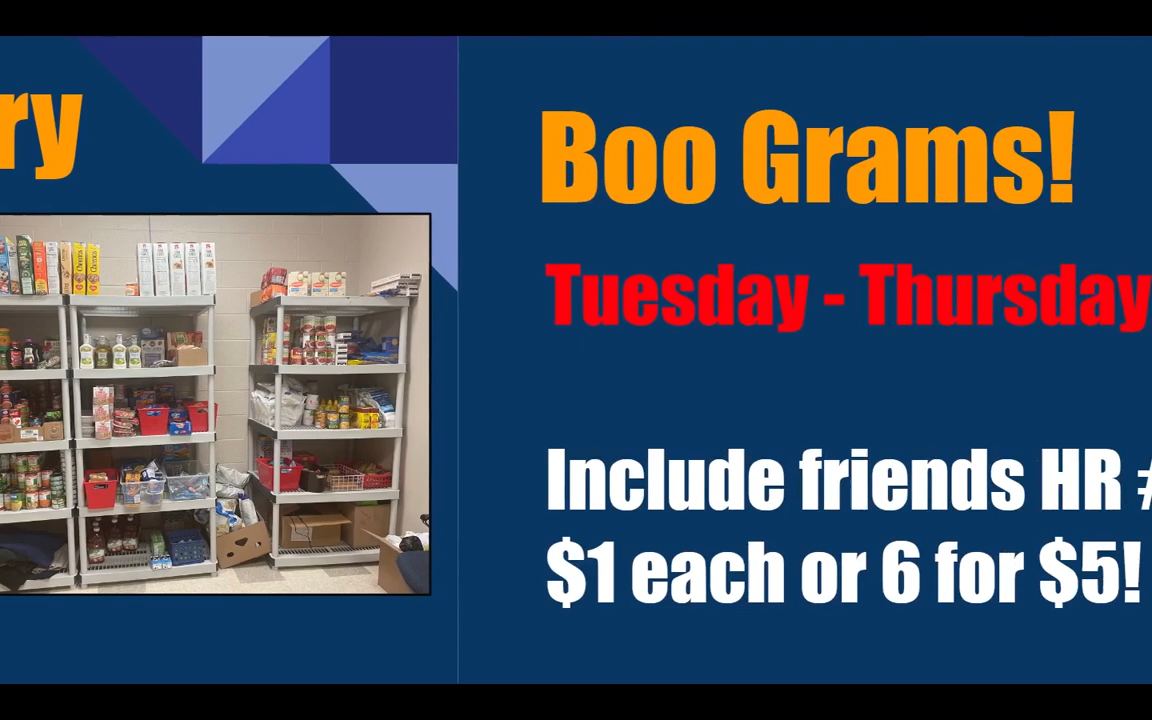 ry
Boo Grams!
Tuesday - Thursday
Include friends HR #
$1 each or 6 for $5!